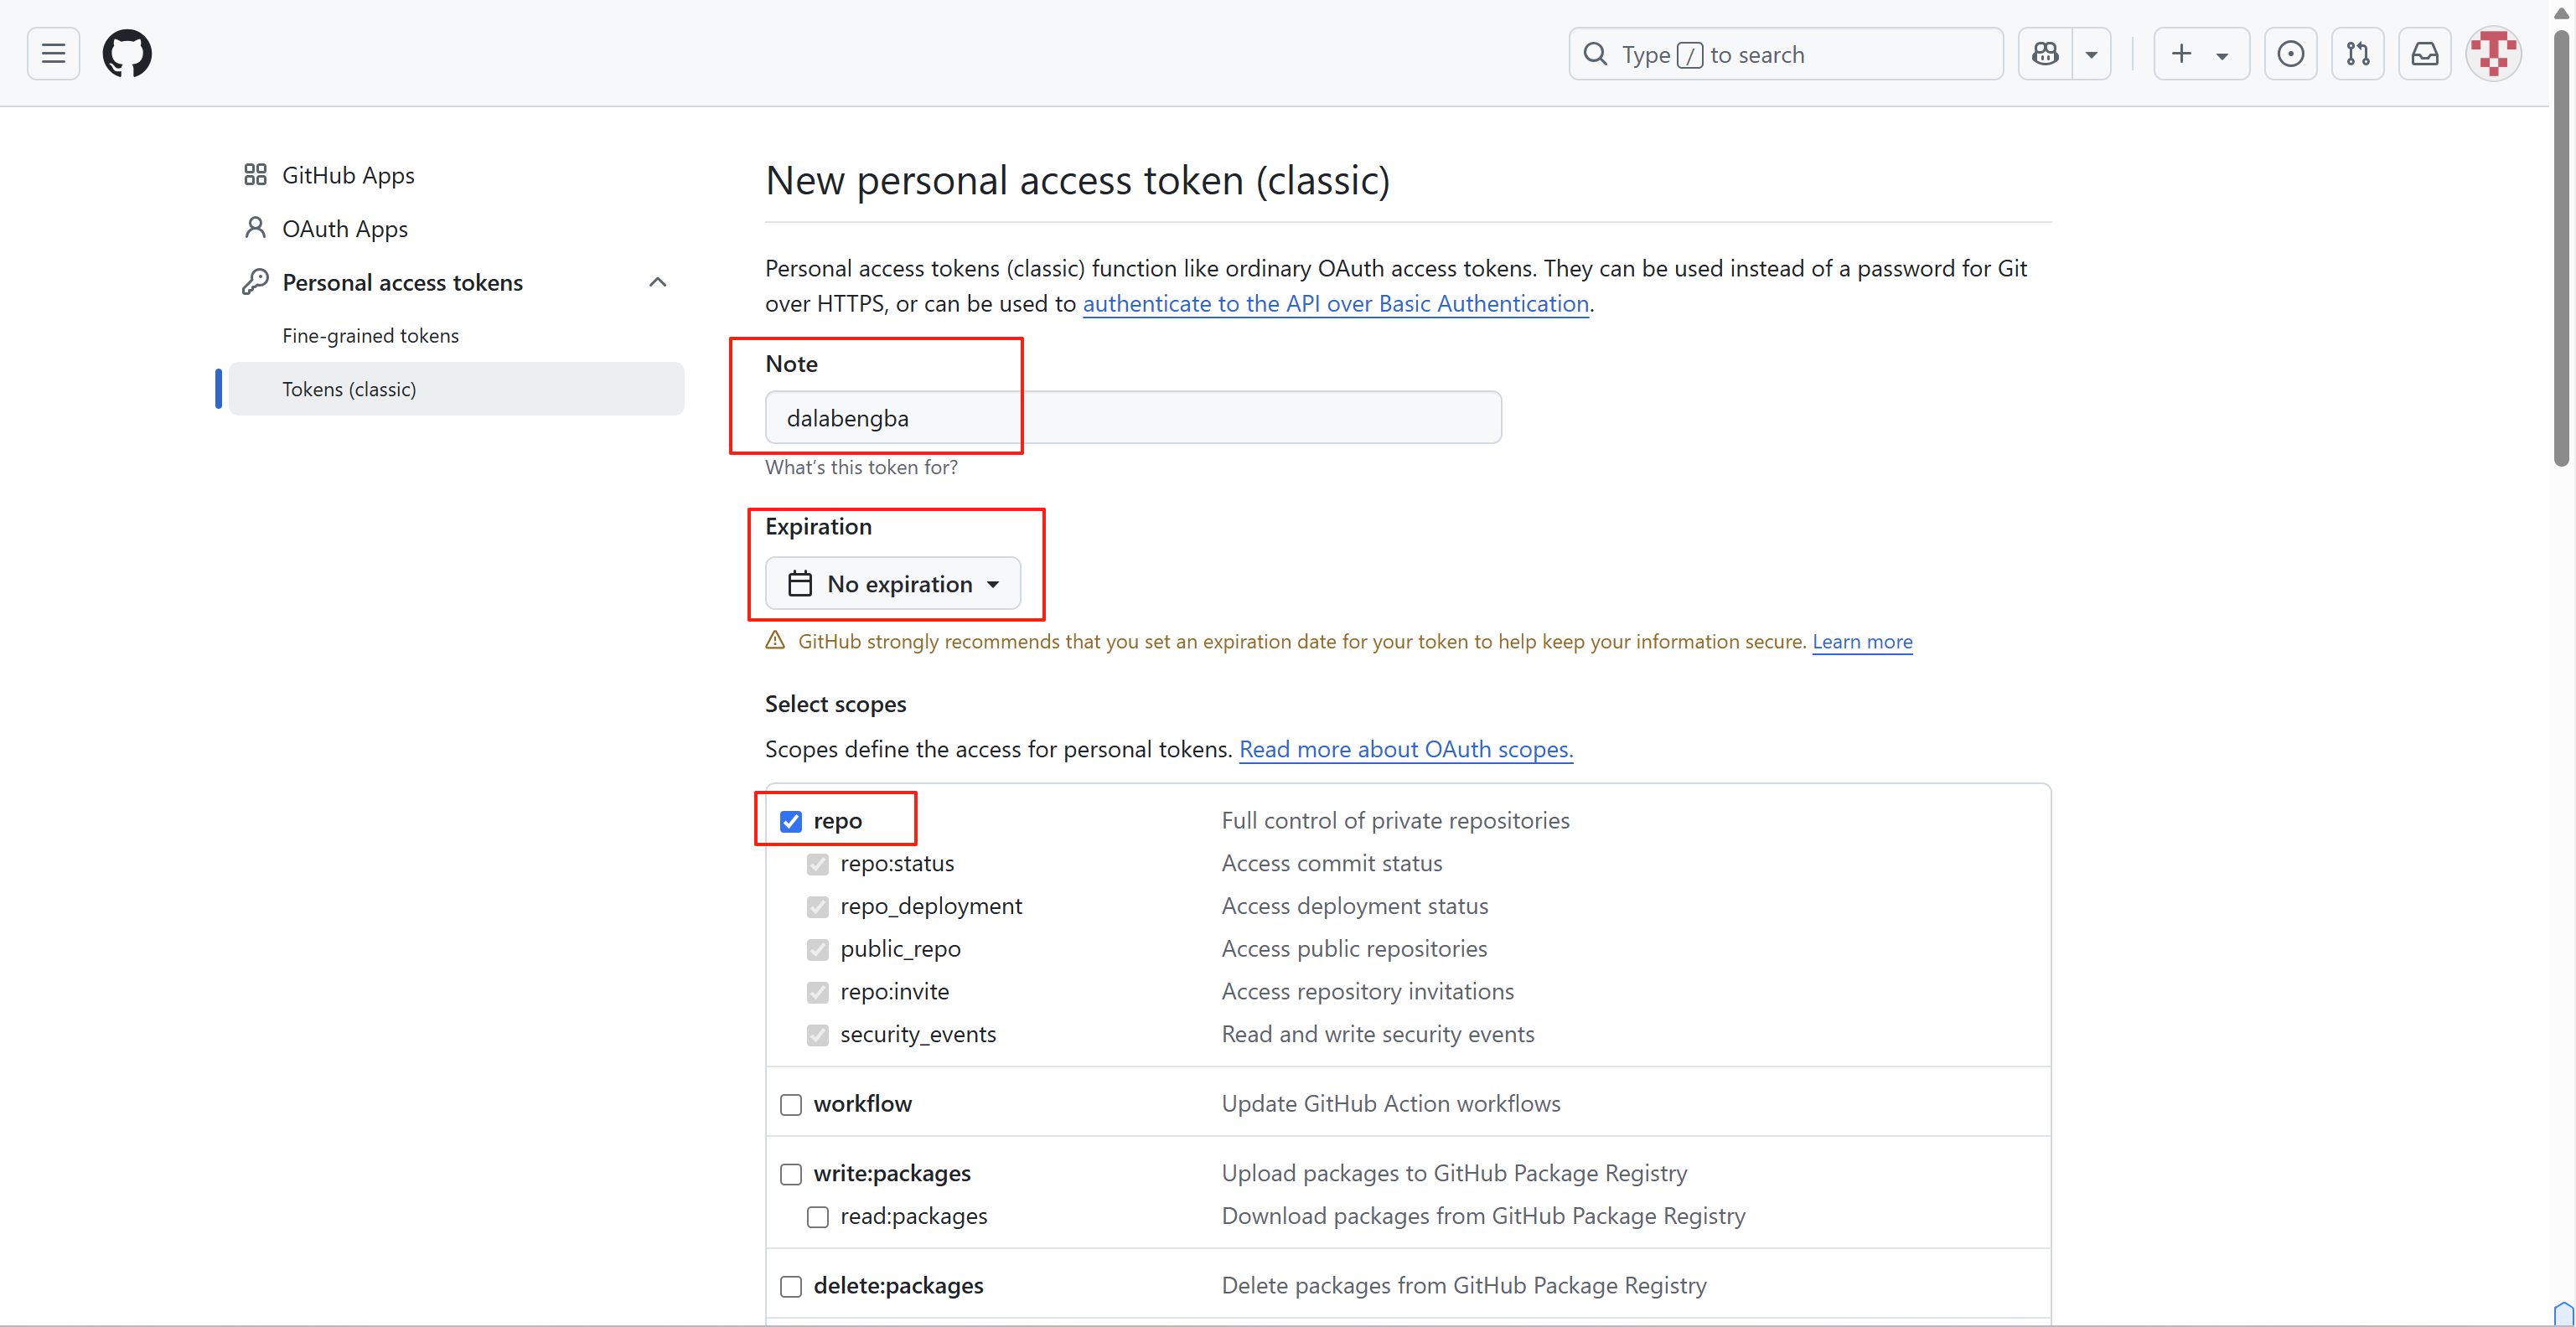 Type / to search
GitHub Apps
OAuth Apps
Personal access tokens
Fine-grained tokens
Tokens (classic)
New personal access token (classic)
Personal access tokens (classic) function like ordinary OAuth access tokens. They can be used instead of a password for Git
over HTTPS, or can be used to authenticate to the API over Basic Authentication.
Note
dalabengba
What's this token for?
Expiration
No expiration
GitHub strongly recommends that you set an expiration date for your token to help keep your information secure. Learn more
Select scopes
Scopes define the access for personal tokens. Read more about OAuth scopes.
repo Full control of private repositories
repo:status Access commit status
repo_deployment Access deployment status
public_repo Access public repositories
repo:invite Access repository invitations
security_events Read and write security events
workflow Update GitHub Action workflows
write:packages Upload packages to GitHub Package Registry
read:packages Download packages from GitHub Package Registry
delete:packages Delete packages from GitHub Package Registry